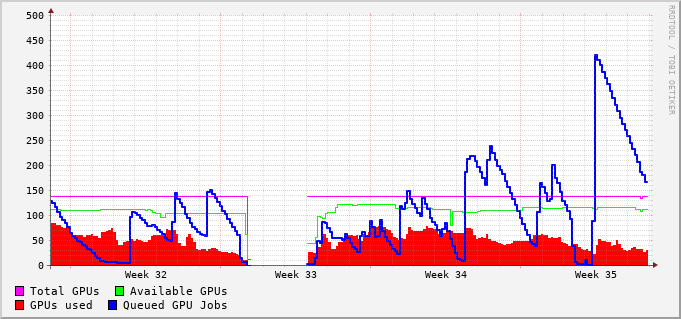 500
450
400
350
300
250
200
150
100
50
0
Week 32 Week 33 Week 34 Week 35
Total GPUs Available GPUs
GPUs used Queued GPU Jobs
RRDTOOL / TOBI OETIKER